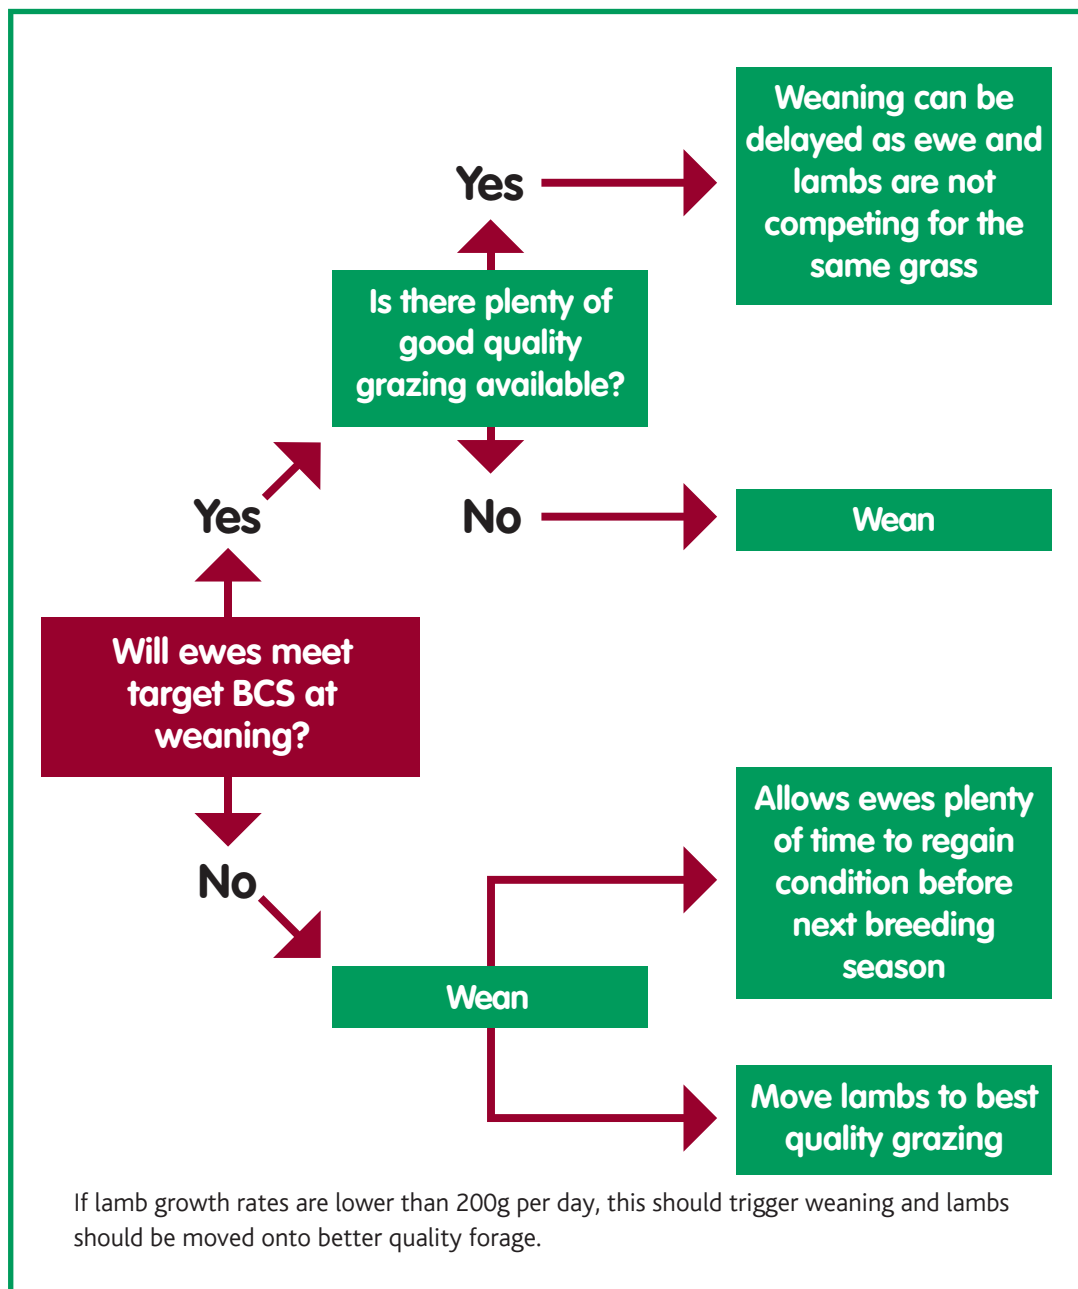 Weaning can be
delayed as ewe and
lambs are not
competing for the
same grass
Yes
Is there plenty of
good quality
grazing available?
Yes
No
Wean
Will ewes meet
target BCS at
weaning?
No
Allows ewes plenty
of time to regain
condition before
next breeding
season
Wean
Move lambs to best
quality grazing
If lamb growth rates are lower than 200g per day, this should trigger weaning and lambs
should be moved onto better quality forage.